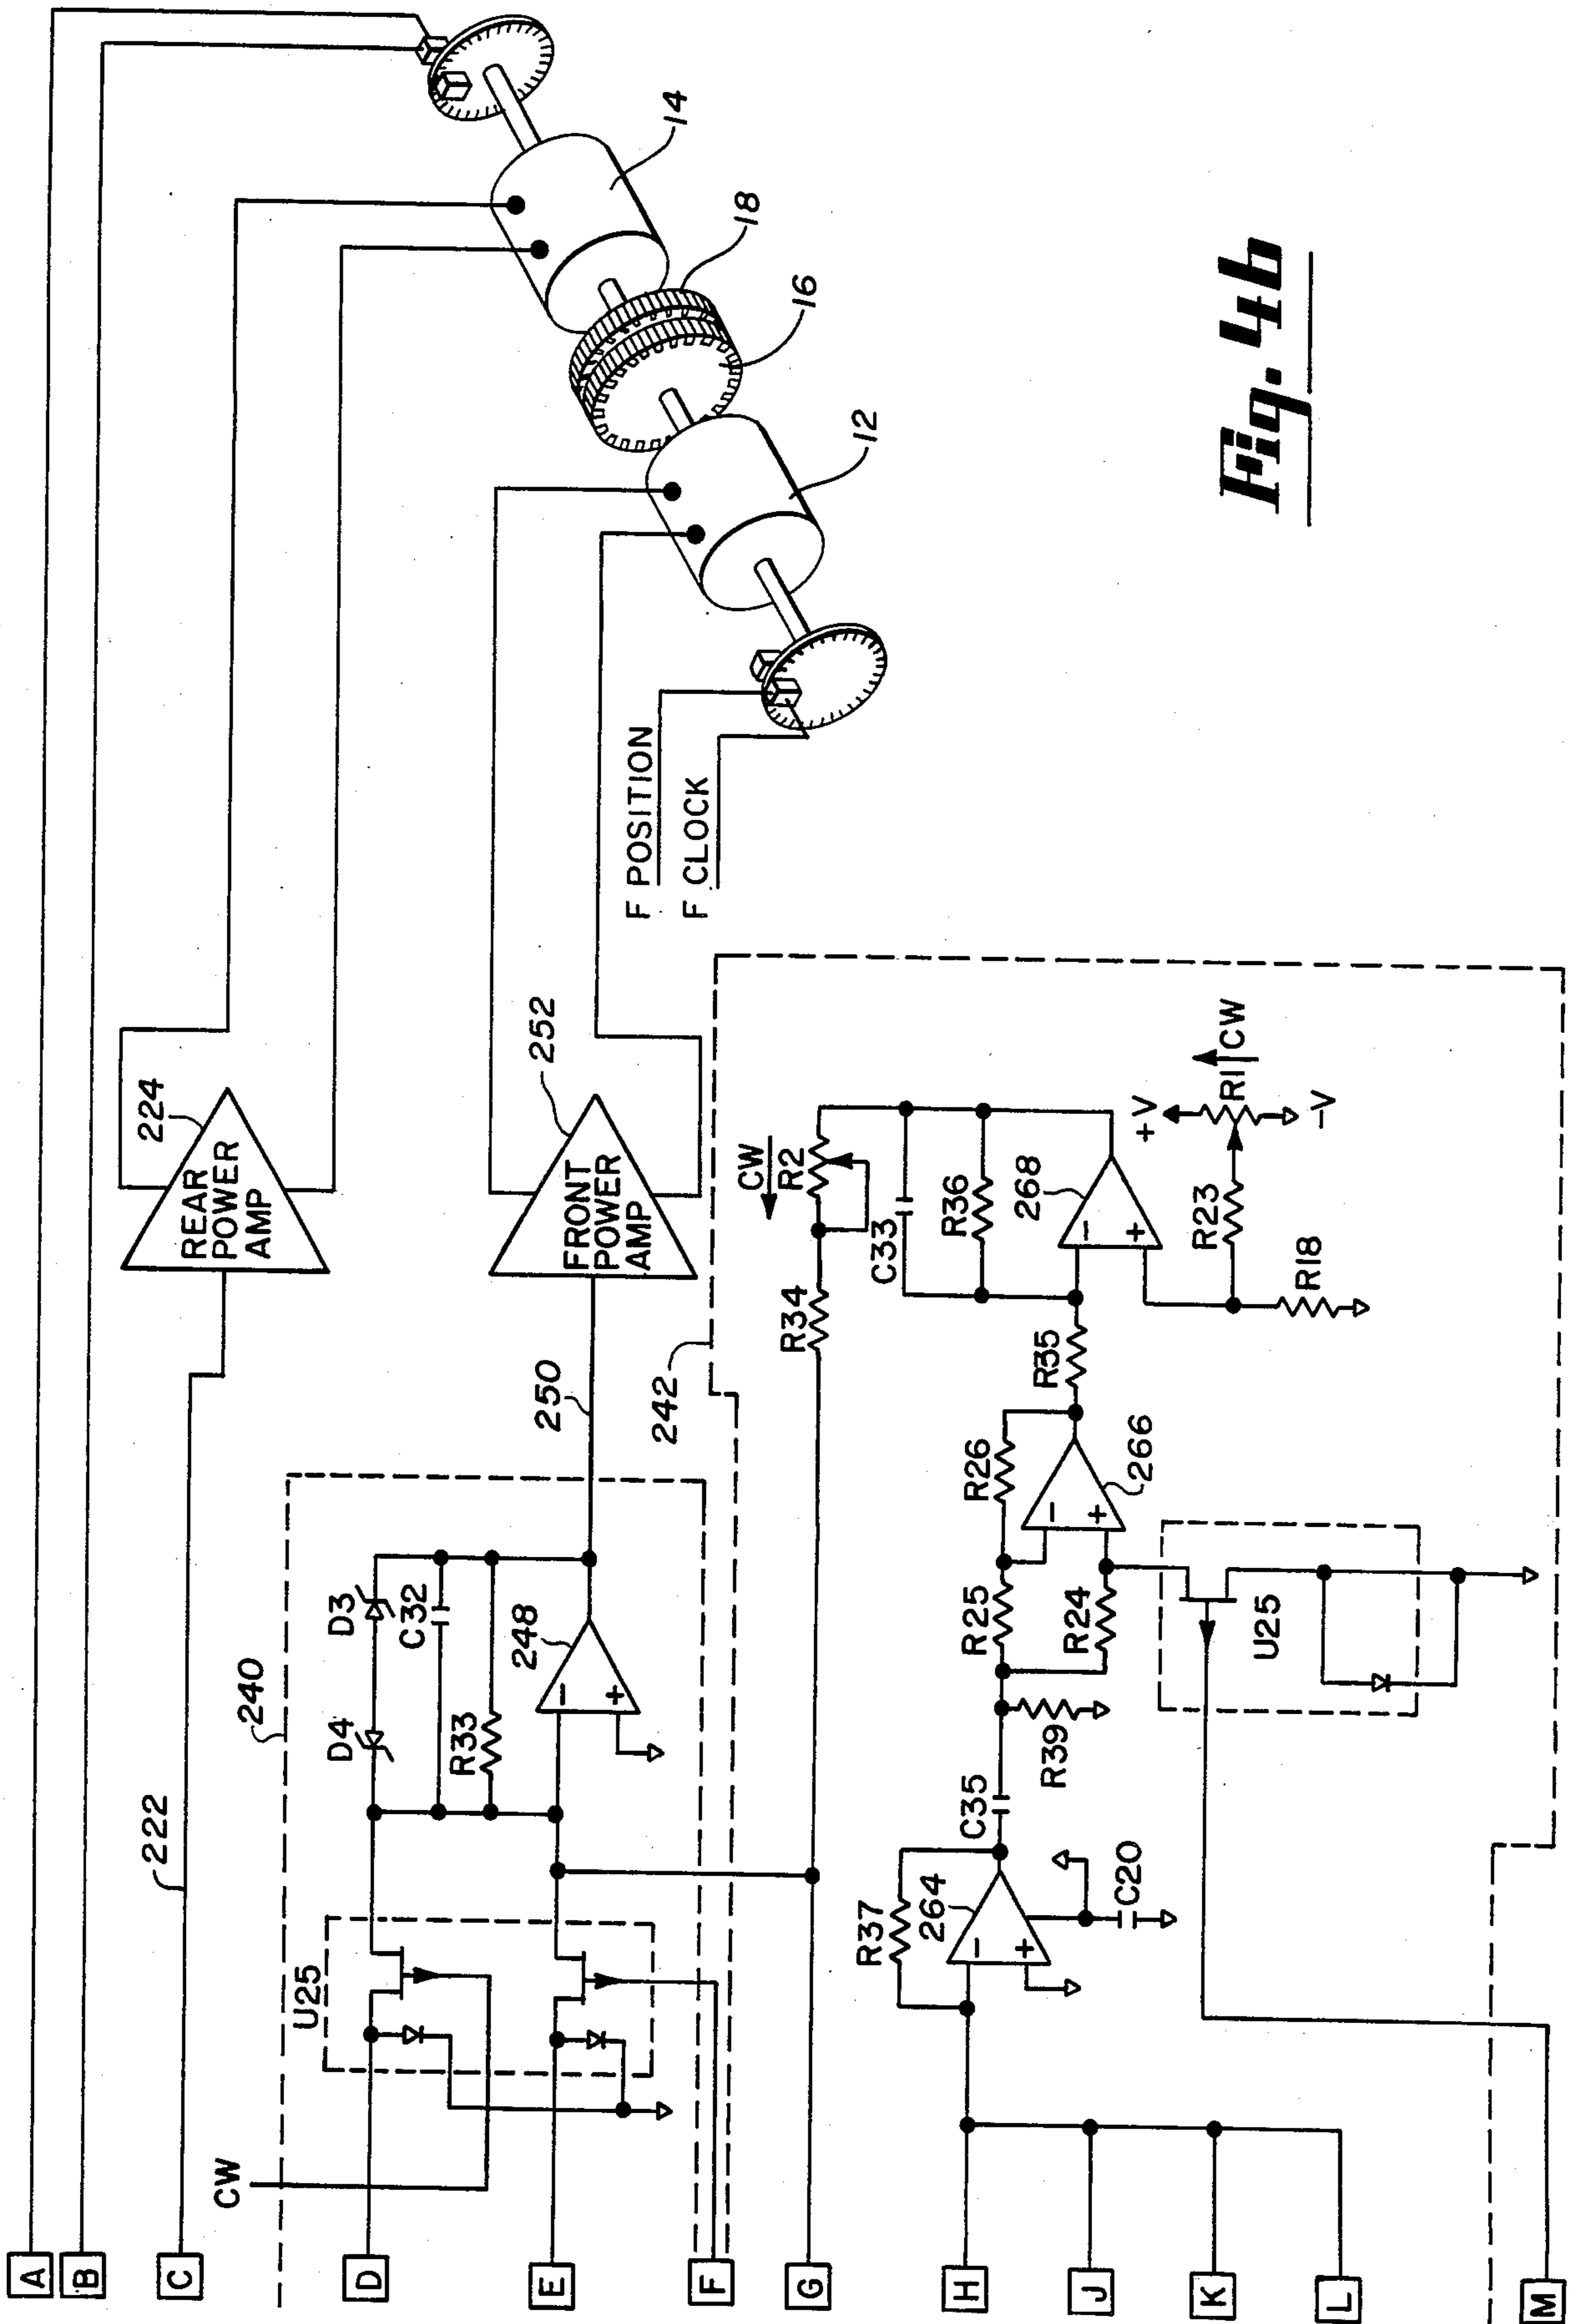 A
B
C
222
224
REAR
POWER
AMP
14
18
16
12
CW
D
E
F
240
U25
D4
D3
C32
R33
248
−
+
250
252
FRONT
POWER
AMP
F POSITION
F CLOCK
242
G
R34
CW
R2
C33
R36
268
−
+
R35
R23
R18
+V
R1
CW
−V
H
J
K
L
M
R37
264
−
+
C20
C35
R39
R25
R24
R26
266
−
+
U25
Fig. 4b